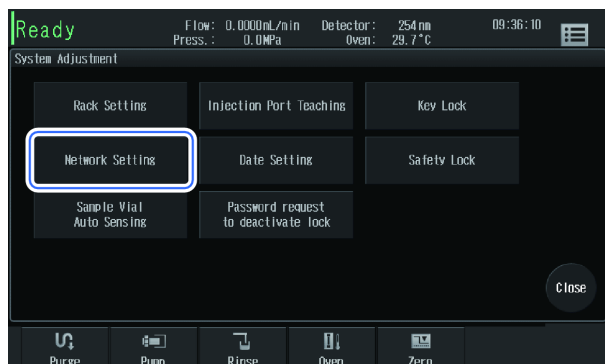 Ready
Flow: 0.0000mL/min Detector: 254 nm 09:36:10
Press.: 0.0MPa Oven: 29.7°C
System Adjustment
Rack Setting Injection Port Teaching Key Lock
Network Setting Date Setting Safety Lock
Sample Vial
Auto Sensing
Password request
to deactivate lock
Close
Purge Pump Rinse Oven Zero